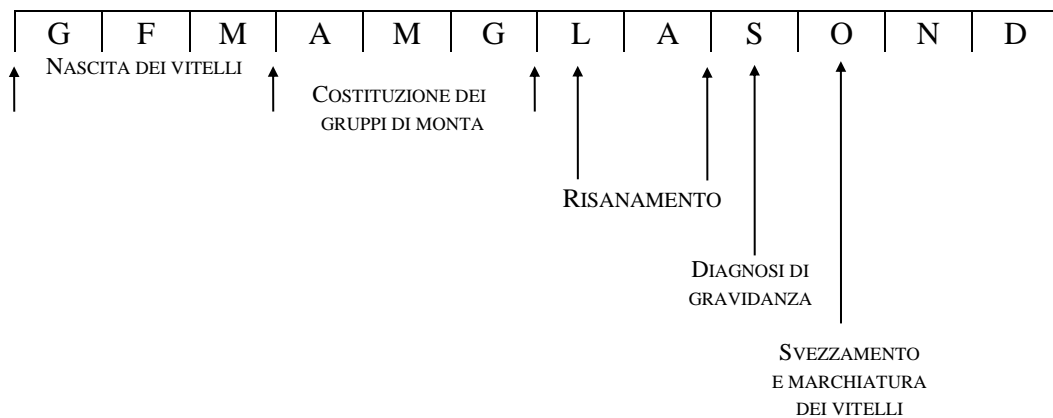 G F M A M G L A S O N D
NASCITA DEI VITELLI
COSTITUZIONE DEI
GRUPPI DI MONTA
RISANAMENTO
DIAGNOSI DI
GRAVIDANZA
SVEZZAMENTO
E MARCHIATURA
DEI VITELLI